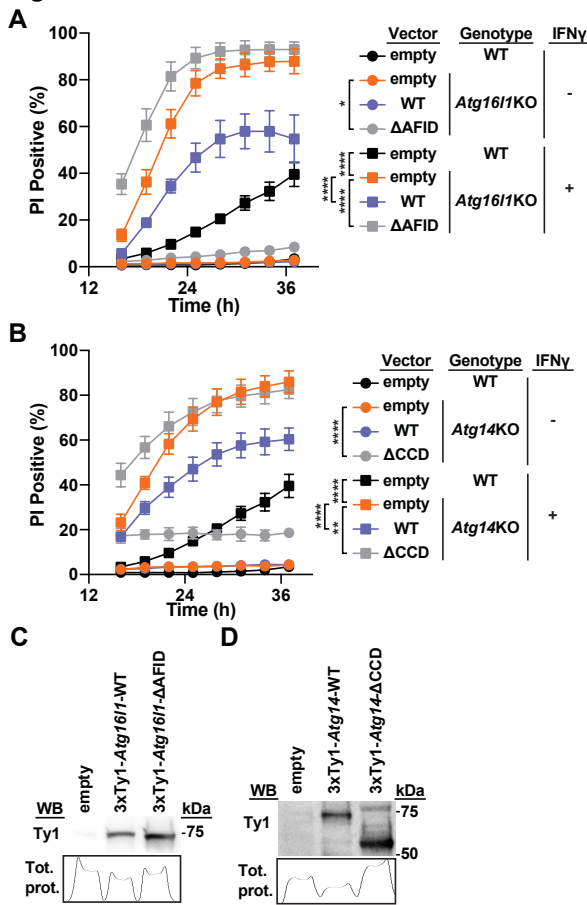 A
PI Positive (%)
100
80
60
40
20
0
12
24
36
Time (h)
Vector Genotype IFNγ
empty WT
empty
WT Atg16l1KO -
ΔAFID
*
empty WT
empty
WT Atg16l1KO +
ΔAFID
****
****
****
B
PI Positive (%)
100
80
60
40
20
0
12
24
36
Time (h)
Vector Genotype IFNγ
empty WT
empty
WT Atg14KO -
ΔCCD
****
empty WT
empty
WT Atg14KO +
ΔCCD
****
****
**
C
empty
3xTy1-Atg16l1-WT
3xTy1-Atg16l1-ΔAFID
WB kDa
Ty1 -75
Tot.
prot.
D
empty
3xTy1-Atg14-WT
3xTy1-Atg14-ΔCCD
WB kDa
Ty1 -75
-50
Tot.
prot.